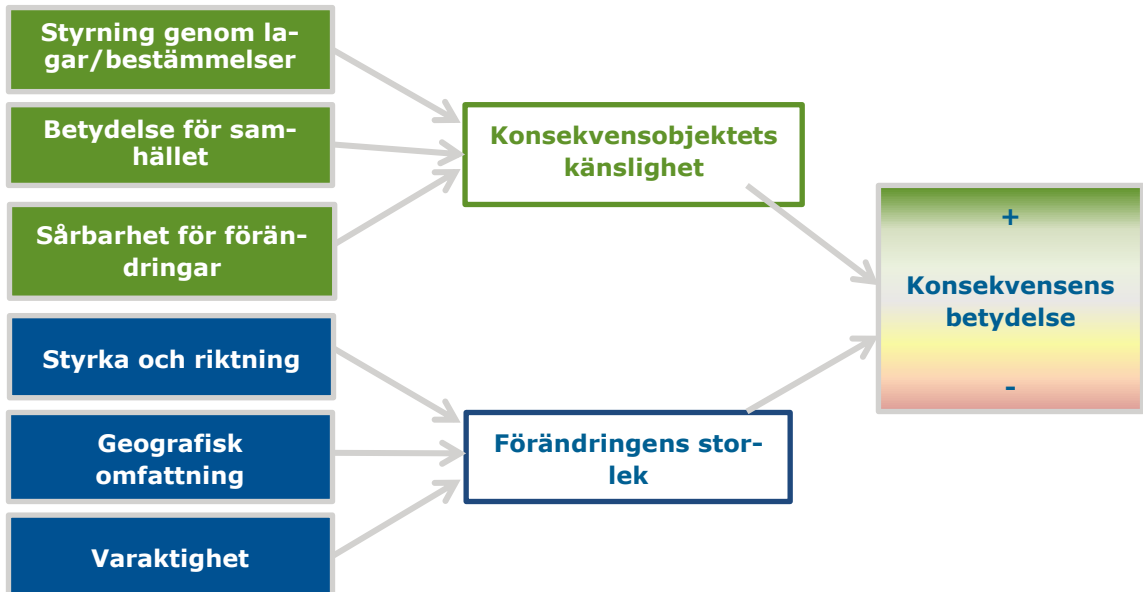 Styrning genom la-
gar/bestämmelser
Betydelse för sam-
hället
Sårbarhet för förän-
dringar
Styrka och riktning
Geografisk
omfattning
Varaktighet
Konsekvensobjektets
känslighet
Förändringens stor-
lek
+
Konsekvensens
betydelse
-